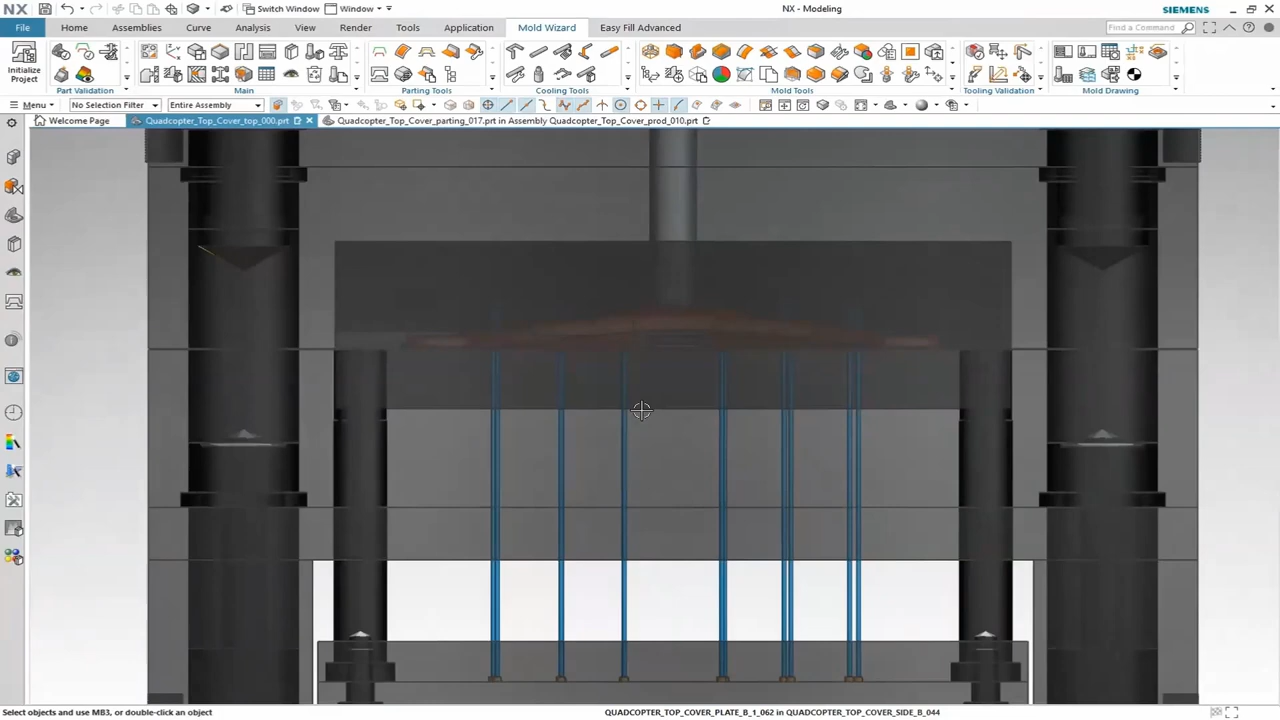 NX
Switch Window
Window
NX - Modeling
SIEMENS
File
Home
Assemblies
Curve
Analysis
View
Render
Tools
Application
Mold Wizard
Easy Fill Advanced
Find a Command
Initialize
Project
Part Validation
Main
Parting Tools
Cooling Tools
Mold Tools
Tooling Validation
Mold Drawing
Menu
No Selection Filter
Entire Assembly
Welcome Page
Quadcopter_Top_Cover_top_000.prt
Quadcopter_Top_Cover_parting_017.prt in Assembly Quadcopter_Top_Cover_prod_010.prt
Select objects and use MB3, or double-click an object
QUADCOPTER_TOP_COVER_PLATE_B_1_062 in QUADCOPTER_TOP_COVER_SIDE_B_044